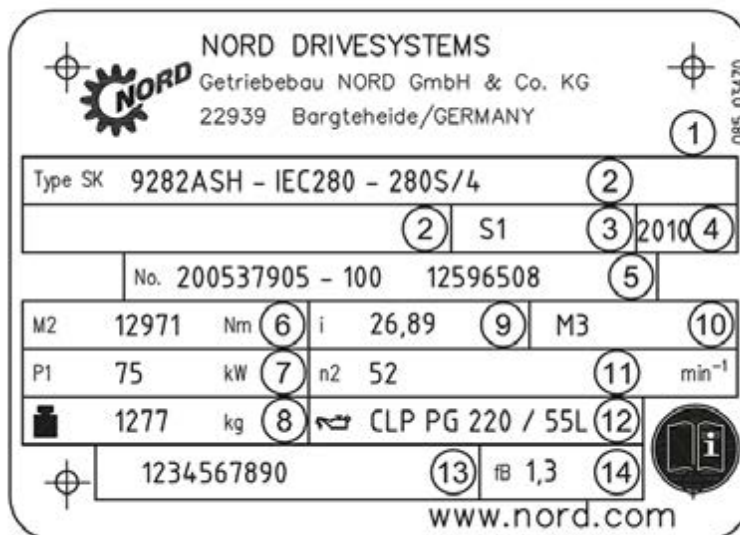 NORD DRIVESYSTEMS
NORD
Getriebebau NORD GmbH & Co. KG
22939 Bargteheide/GERMANY
085 03470
1
Type SK 9282ASH - IEC280 - 280S/4 2
2 S1 3 2010 4
No. 200537905 - 100 12596508 5
M2 12971 Nm 6 i 26,89 9 M3 10
P1 75 kW 7 n2 52 11 min⁻¹
1277 kg 8 CLP PG 220 / 55L 12
i
1234567890 13 fB 1,3 14
www.nord.com